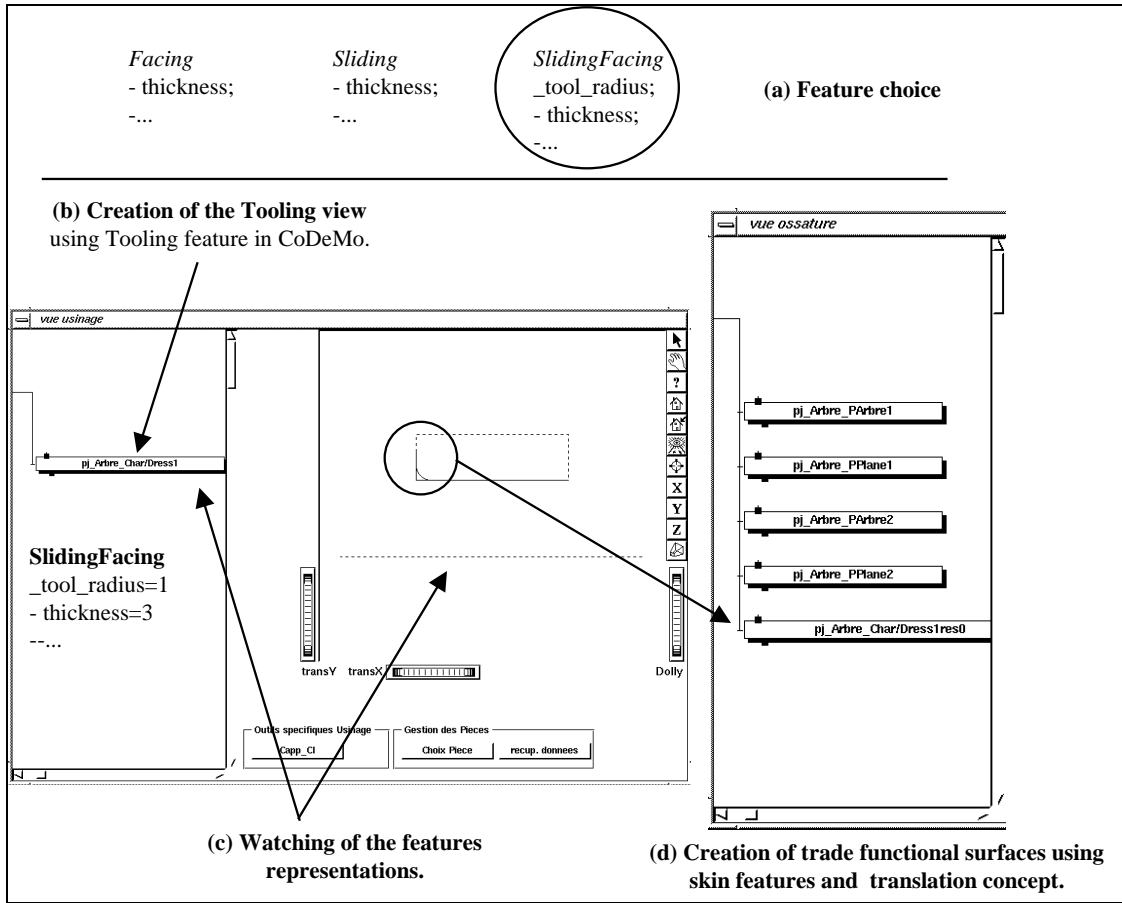 Facing
- thickness;
-...
Sliding
- thickness;
-...
SlidingFacing
_tool_radius;
- thickness;
-...
(a) Feature choice
(b) Creation of the Tooling view
using Tooling feature in CoDeMo.
vue usinage
pj_Arbre_Char/Dress1
SlidingFacing
_tool_radius=1
- thickness=3
--...
?
X
Y
Z
transY
transX
Dolly
Outils specifiques Usinage
Capp_CI
Gestion des Pieces
Choix Piece
recup. donnees
(c) Watching of the features
representations.
vue ossature
pj_Arbre_PArbre1
pj_Arbre_PPlane1
pj_Arbre_PArbre2
pj_Arbre_PPlane2
pj_Arbre_Char/Dress1res0
(d) Creation of trade functional surfaces using
skin features and translation concept.